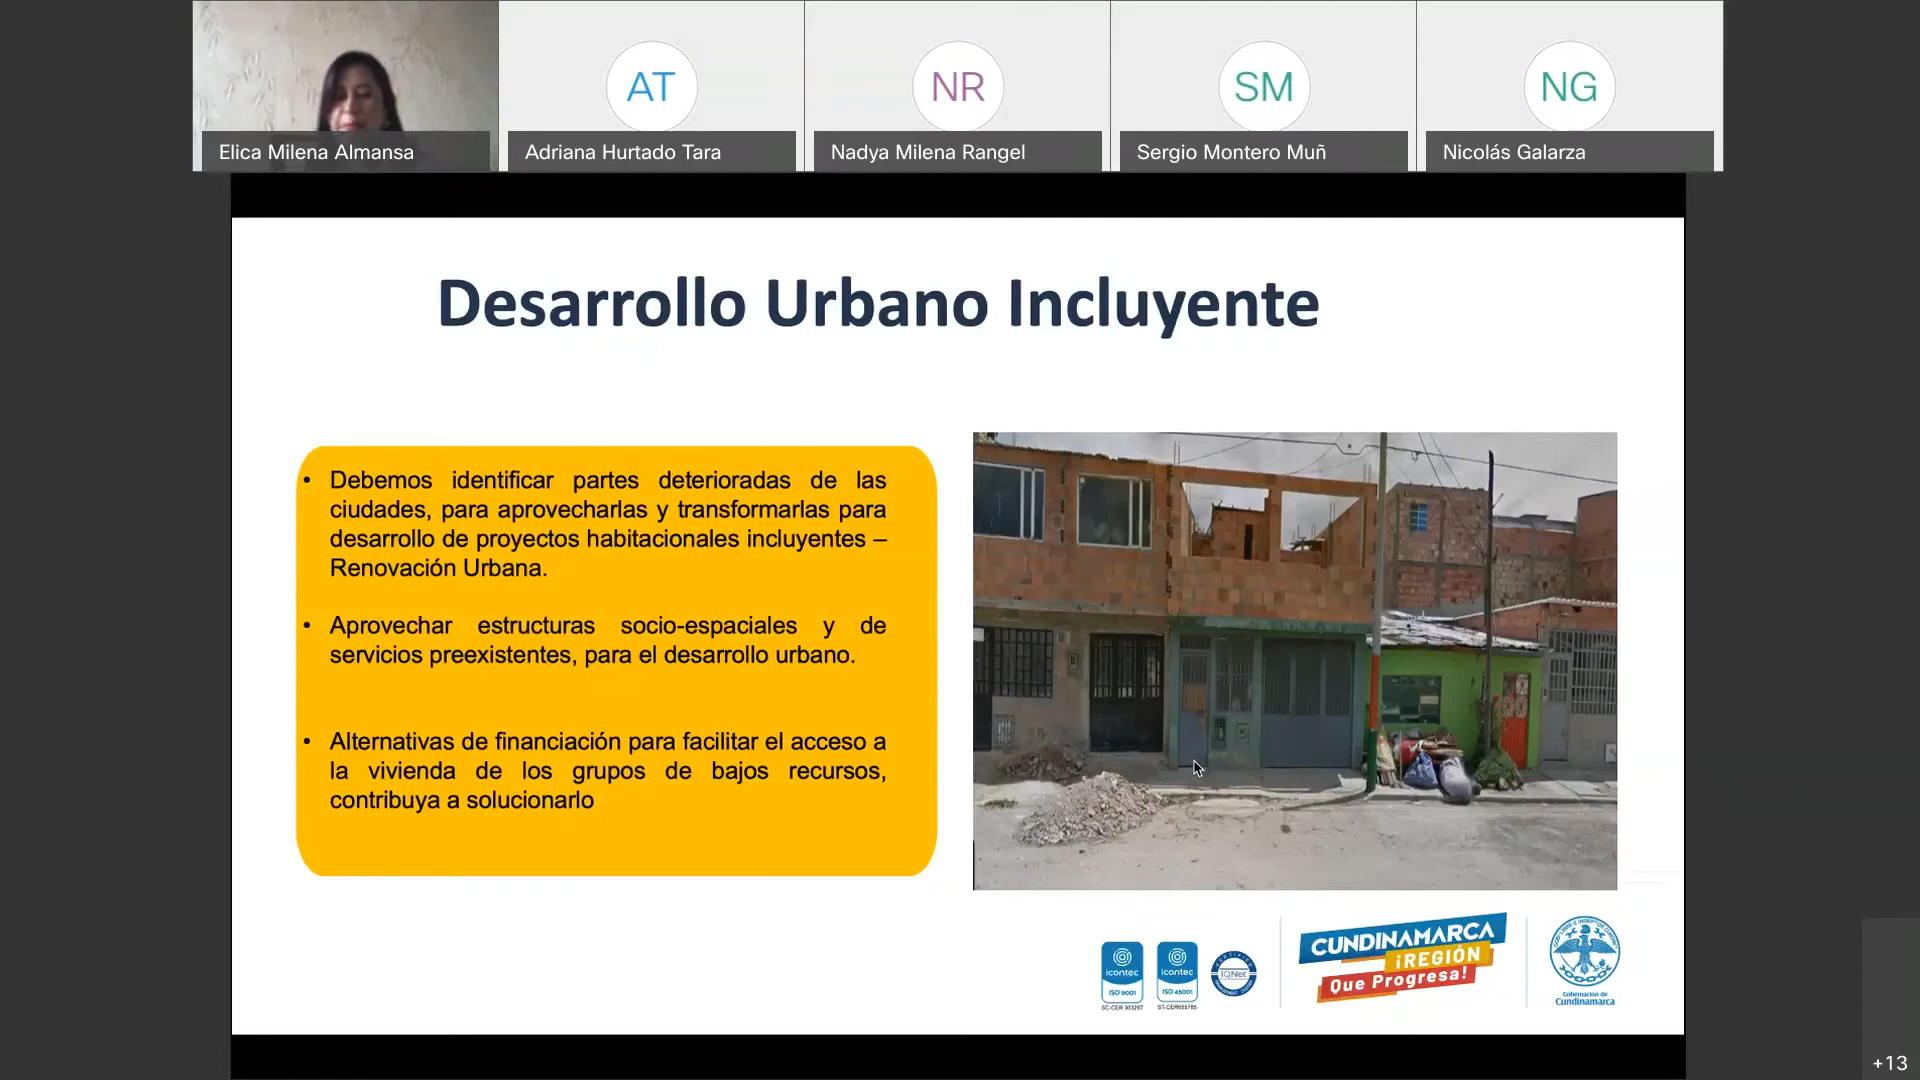 AT
NR
SM
NG
Elica Milena Almansa
Adriana Hurtado Tara
Nadya Milena Rangel
Sergio Montero Muñ
Nicolás Galarza
Desarrollo Urbano Incluyente
• Debemos identificar partes deterioradas de las
ciudades, para aprovecharlas y transformarlas para
desarrollo de proyectos habitacionales incluyentes –
Renovación Urbana.
• Aprovechar estructuras socio-espaciales y de
servicios preexistentes, para el desarrollo urbano.
• Alternativas de financiación para facilitar el acceso a
la vivienda de los grupos de bajos recursos,
contribuya a solucionarlo
icontec
ISO 9001
SC-CER 303297
icontec
ISO 45001
ST-CER655785
CERTIFIED
IQNet
CUNDINAMARCA
¡REGIÓN
Que Progresa!
Gobernación de
Cundinamarca
+13